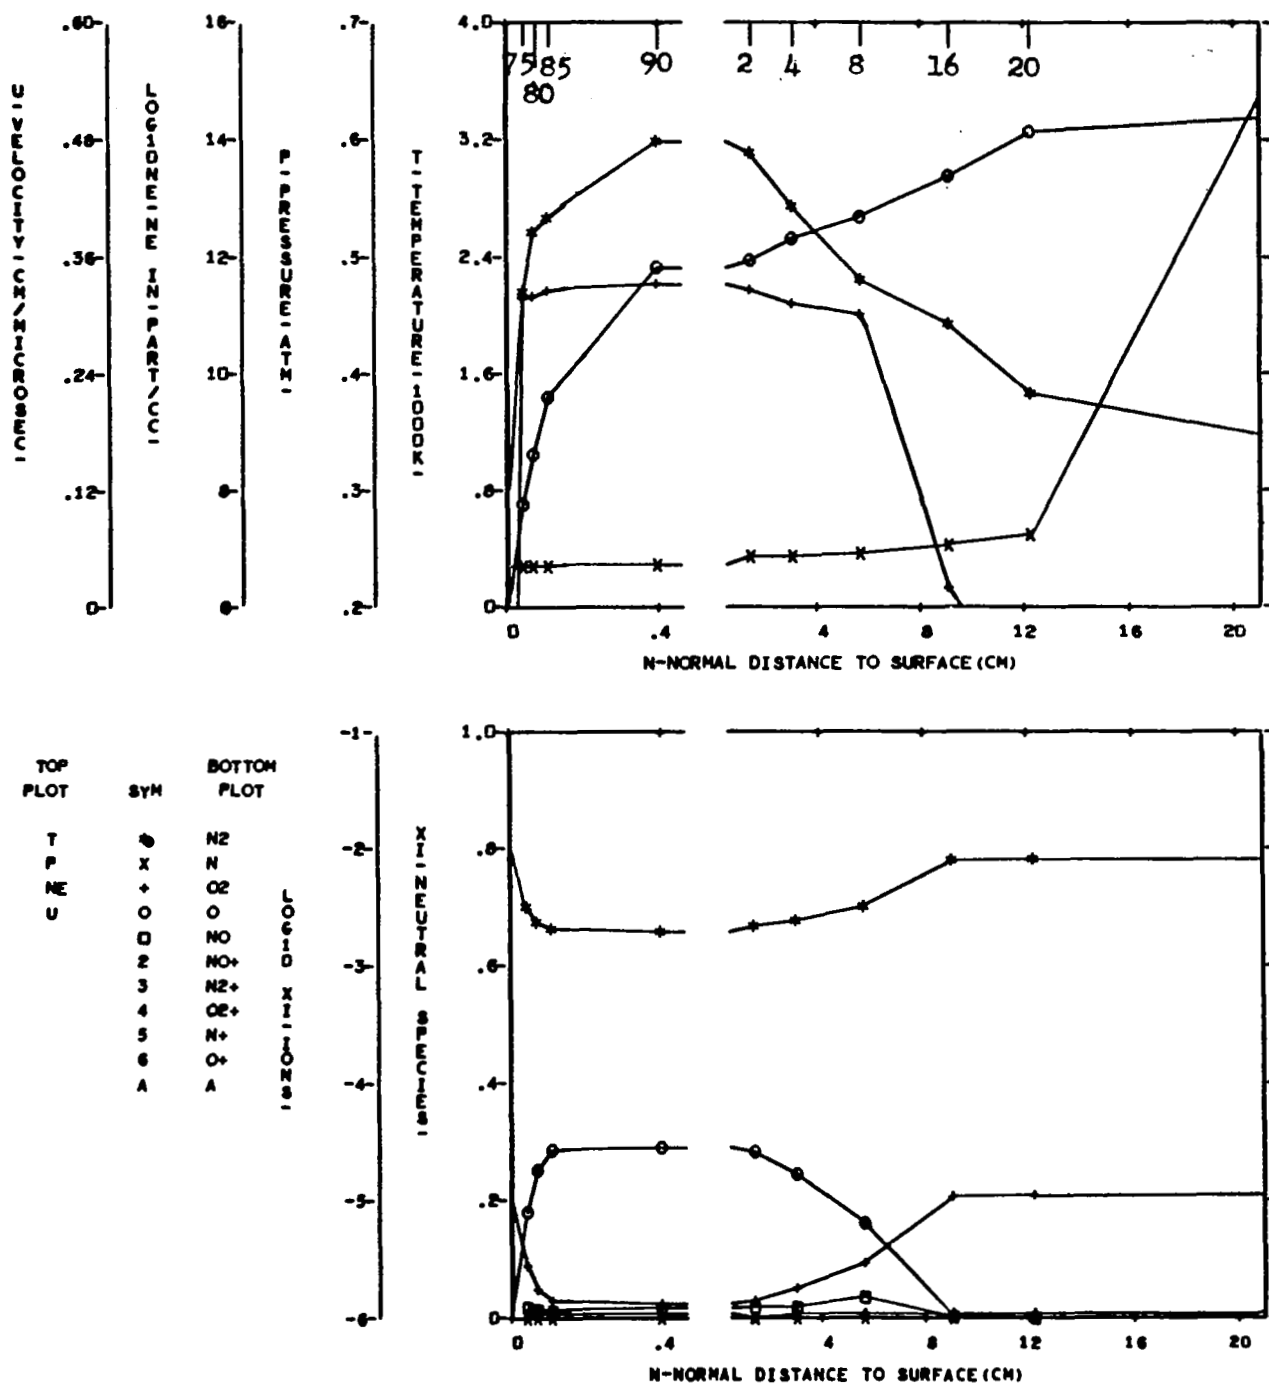 .60-
16-
.7-
4.0
75
80
85
90
2
4
8
16
20
U-VELOCITY-CM/MICROSEC-
LOG10NE-NE IN-PART/CC-
P-PRESSURE-ATM-
T-TEMPERATURE-1000K-
.48-
14-
.6-
3.2
.36-
12-
.5-
2.4
.24-
10-
.4-
1.6
.12-
8-
.3-
.8
0-
6-
.2-
0
0
.4
4
8
12
16
20
N-NORMAL DISTANCE TO SURFACE(CM)
-1-
1.0
TOP PLOT
SYM
BOTTOM PLOT
T * N2
P X N
NE + O2
U O O
□ NO
2 NO+
3 N2+
4 O2+
5 N+
6 O+
A A
LOG10 XI-IONS-
XI-NEUTRAL SPECIES-
-2-
.8
-3-
.6
-4-
.4
-5-
.2
-6-
0
0
.4
4
8
12
16
20
N-NORMAL DISTANCE TO SURFACE(CM)